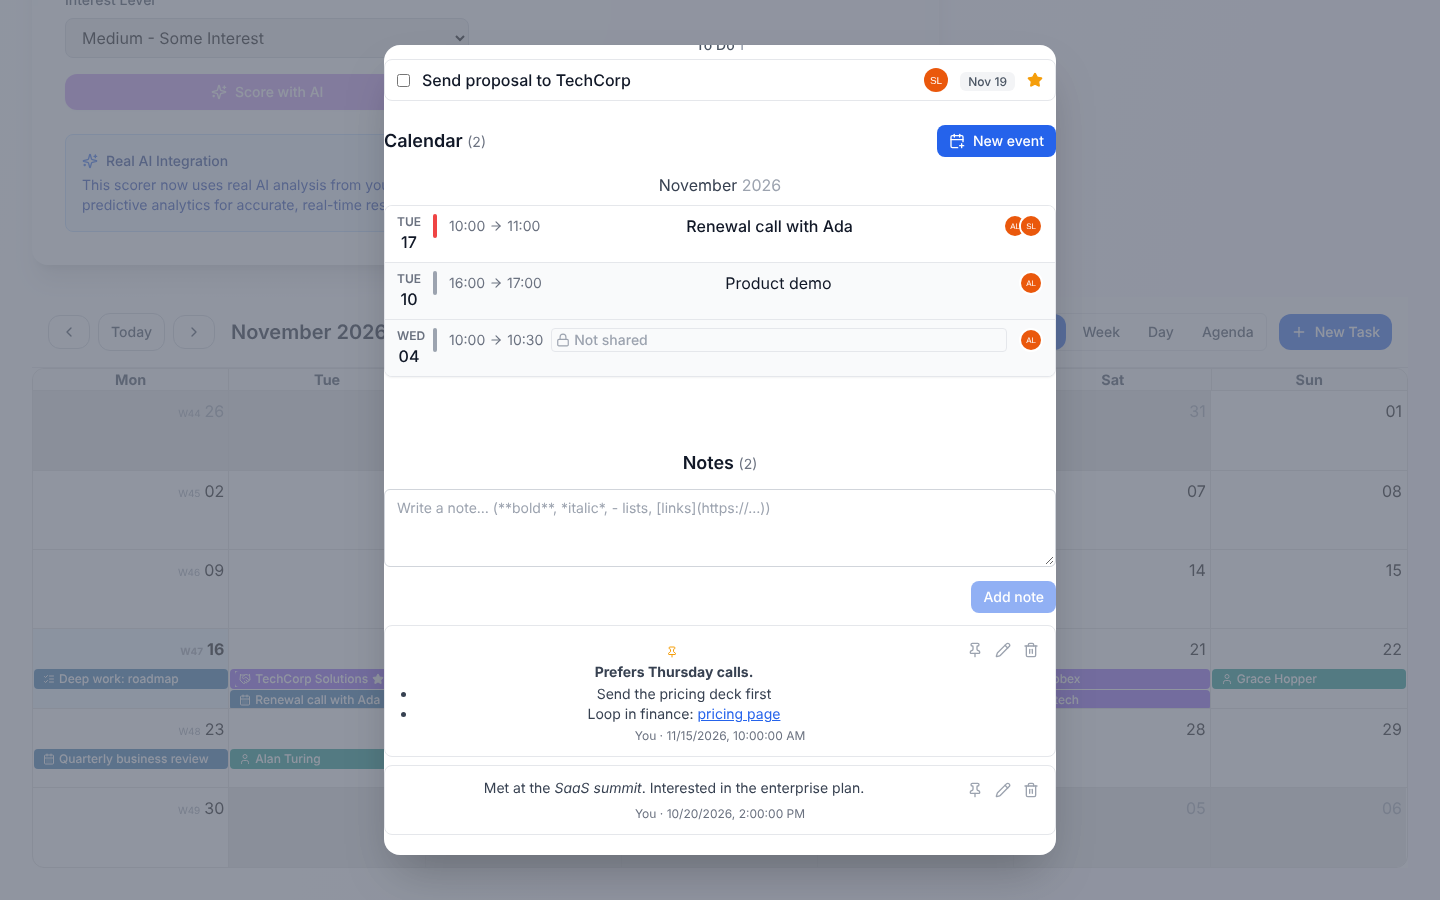 Interest Level
Medium - Some Interest
Score with AI
Real AI Integration
This scorer now uses real AI analysis from
predictive analytics for accurate, real-time
To Do 1
Send proposal to TechCorp SL Nov 19
Calendar (2) New event
November 2026
TUE 17 10:00 → 11:00 Renewal call with Ada AL SL
TUE 10 16:00 → 17:00 Product demo AL
WED 04 10:00 → 10:30 Not shared AL
Notes (2)
Write a note... (**bold**, *italic*, - lists, [links](https://...))
Add note
Prefers Thursday calls.
• Send the pricing deck first
• Loop in finance: pricing page
You · 11/15/2026, 10:00:00 AM
Met at the SaaS summit. Interested in the enterprise plan.
You · 10/20/2026, 2:00:00 PM
Today November 2026 Week Day Agenda New Task
Mon Tue Sat Sun
W44 26 31 01
W45 02 07 08
W46 09 14 15
W47 16 21 22
Deep work: roadmap TechCorp Solutions Grace Hopper
Renewal call with Ada
W48 23 28 29
Quarterly business review Alan Turing
W49 30 05 06